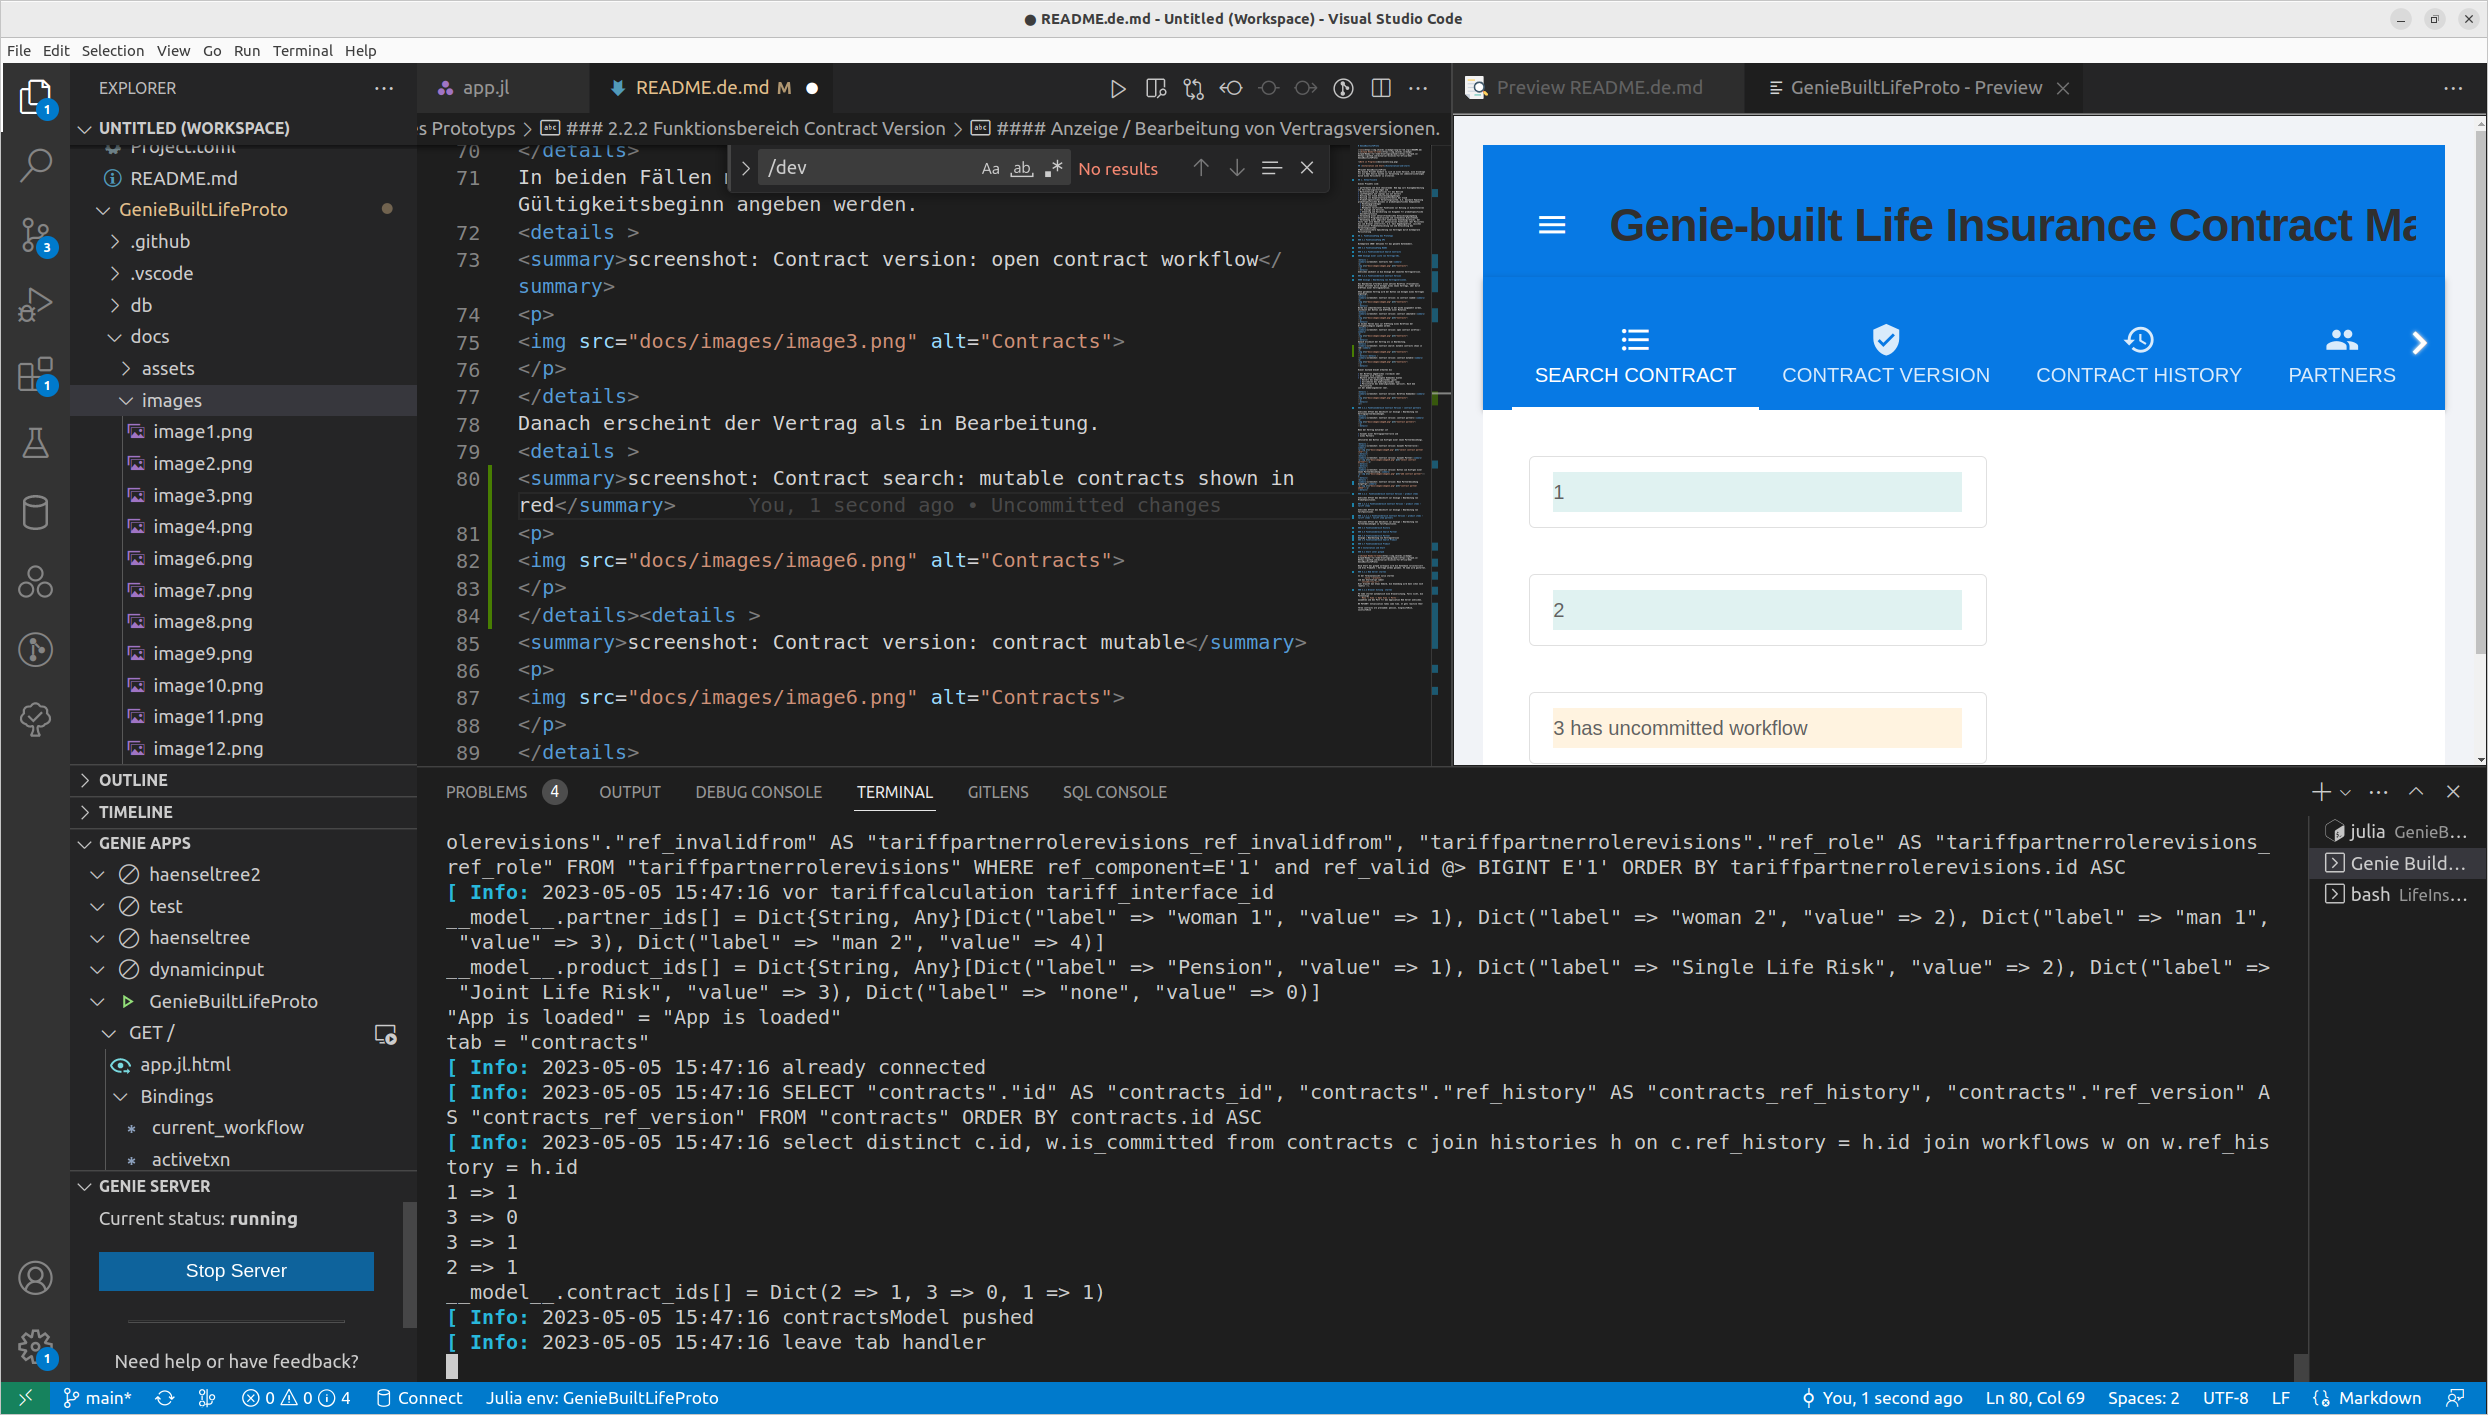 ● README.de.md - Untitled (Workspace) - Visual Studio Code
File Edit Selection View Go Run Terminal Help
EXPLORER
UNTITLED (WORKSPACE)
Project.toml
README.md
GenieBuiltLifeProto
.github
.vscode
db
docs
assets
images
image1.png
image2.png
image3.png
image4.png
image6.png
image7.png
image8.png
image9.png
image10.png
image11.png
image12.png
OUTLINE
TIMELINE
GENIE APPS
haenseltree2
test
haenseltree
dynamicinput
GenieBuiltLifeProto
GET /
app.jl.html
Bindings
current_workflow
activetxn
GENIE SERVER
Current status: running
Stop Server
Need help or have feedback?
1
3
1
1
app.jl
README.de.md M ●
s Prototyps > ### 2.2.2 Funktionsbereich Contract Version > #### Anzeige / Bearbeitung von Vertragsversionen.
/dev Aa ab .* No results
70 </details>
71 In beiden Fällen
Gültigkeitsbeginn angeben werden.
72 <details >
73 <summary>screenshot: Contract version: open contract workflow</
summary>
74 <p>
75 <img src="docs/images/image3.png" alt="Contracts">
76 </p>
77 </details>
78 Danach erscheint der Vertrag als in Bearbeitung.
79 <details >
80 <summary>screenshot: Contract search: mutable contracts shown in
red</summary> You, 1 second ago • Uncommitted changes
81 <p>
82 <img src="docs/images/image6.png" alt="Contracts">
83 </p>
84 </details><details >
85 <summary>screenshot: Contract version: contract mutable</summary>
86 <p>
87 <img src="docs/images/image6.png" alt="Contracts">
88 </p>
89 </details>
Preview README.de.md
GenieBuiltLifeProto - Preview
Genie-built Life Insurance Contract Ma
SEARCH CONTRACT CONTRACT VERSION CONTRACT HISTORY PARTNERS
1
2
3 has uncommitted workflow
PROBLEMS 4 OUTPUT DEBUG CONSOLE TERMINAL GITLENS SQL CONSOLE
olerevisions"."ref_invalidfrom" AS "tariffpartnerrolerevisions_ref_invalidfrom", "tariffpartnerrolerevisions"."ref_role" AS "tariffpartnerrolerevisions_
ref_role" FROM "tariffpartnerrolerevisions" WHERE ref_component=E'1' and ref_valid @> BIGINT E'1' ORDER BY tariffpartnerrolerevisions.id ASC
[ Info: 2023-05-05 15:47:16 vor tariffcalculation tariff_interface_id
__model__.partner_ids[] = Dict{String, Any}[Dict("label" => "woman 1", "value" => 1), Dict("label" => "woman 2", "value" => 2), Dict("label" => "man 1",
"value" => 3), Dict("label" => "man 2", "value" => 4)]
__model__.product_ids[] = Dict{String, Any}[Dict("label" => "Pension", "value" => 1), Dict("label" => "Single Life Risk", "value" => 2), Dict("label" =>
"Joint Life Risk", "value" => 3), Dict("label" => "none", "value" => 0)]
"App is loaded" = "App is loaded"
tab = "contracts"
[ Info: 2023-05-05 15:47:16 already connected
[ Info: 2023-05-05 15:47:16 SELECT "contracts"."id" AS "contracts_id", "contracts"."ref_history" AS "contracts_ref_history", "contracts"."ref_version" A
S "contracts_ref_version" FROM "contracts" ORDER BY contracts.id ASC
[ Info: 2023-05-05 15:47:16 select distinct c.id, w.is_committed from contracts c join histories h on c.ref_history = h.id join workflows w on w.ref_his
tory = h.id
1 => 1
3 => 0
3 => 1
2 => 1
__model__.contract_ids[] = Dict(2 => 1, 3 => 0, 1 => 1)
[ Info: 2023-05-05 15:47:16 contractsModel pushed
[ Info: 2023-05-05 15:47:16 leave tab handler
julia GenieB...
Genie Build...
bash LifeIns...
main* 0 0 4 Connect Julia env: GenieBuiltLifeProto
You, 1 second ago Ln 80, Col 69 Spaces: 2 UTF-8 LF Markdown